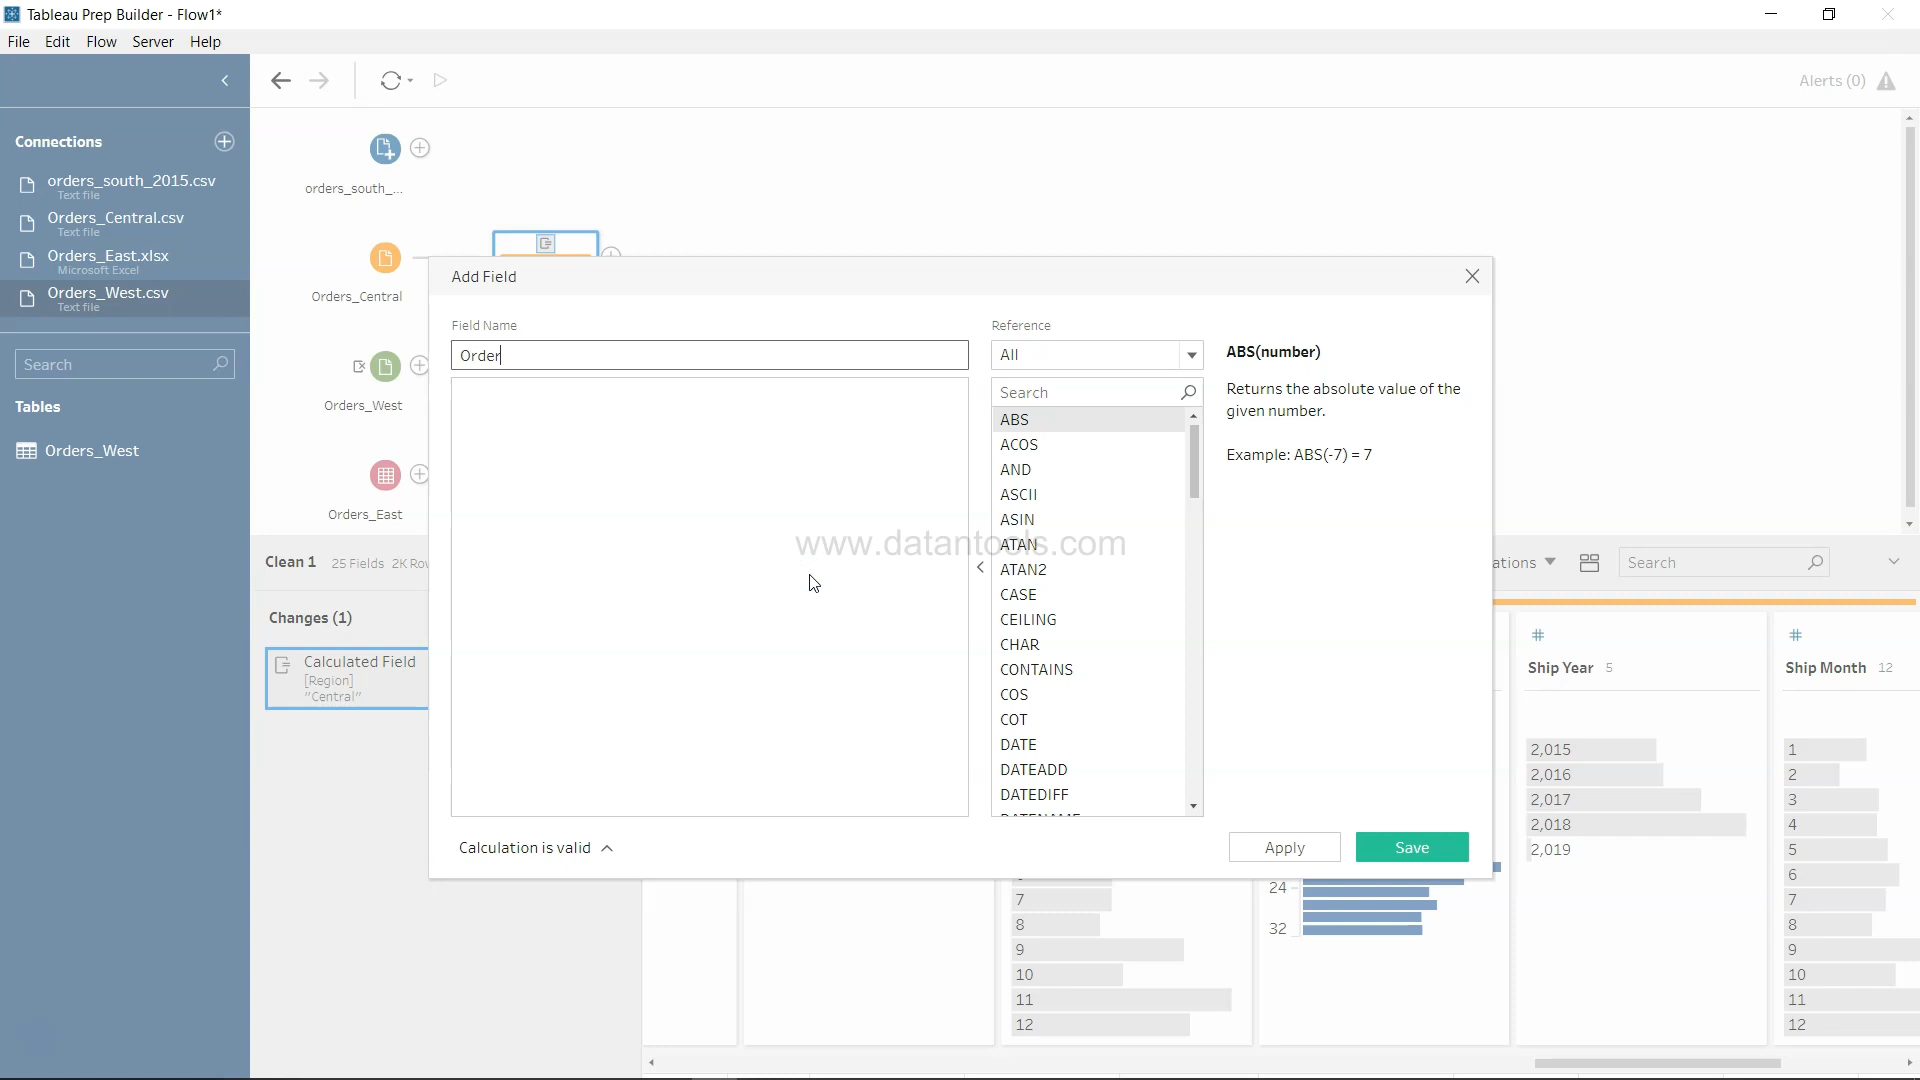 Tableau Prep Builder - Flow1*
File Edit Flow Server Help
Alerts (0)
Connections
orders_south_2015.csv
Text file
Orders_Central.csv
Text file
Orders_East.xlsx
Microsoft Excel
Orders_West.csv
Text file
Search
Tables
Orders_West
orders_south_...
Orders_Central
Orders_West
Orders_East
Add Field
Field Name
Order
Reference
All
Search
ABS
ACOS
AND
ASCII
ASIN
ATAN
ATAN2
CASE
CEILING
CHAR
CONTAINS
COS
COT
DATE
DATEADD
DATEDIFF
ABS(number)
Returns the absolute value of the
given number.
Example: ABS(-7) = 7
Calculation is valid
Apply
Save
www.datantools.com
Clean 1 25 Fields 2K
Search
Changes (1)
Calculated Field
[Region]
"Central"
7
8
9
10
11
12
24
32
#
Ship Year 5
2,015
2,016
2,017
2,018
2,019
#
Ship Month 12
1
2
3
4
5
6
7
8
9
10
11
12